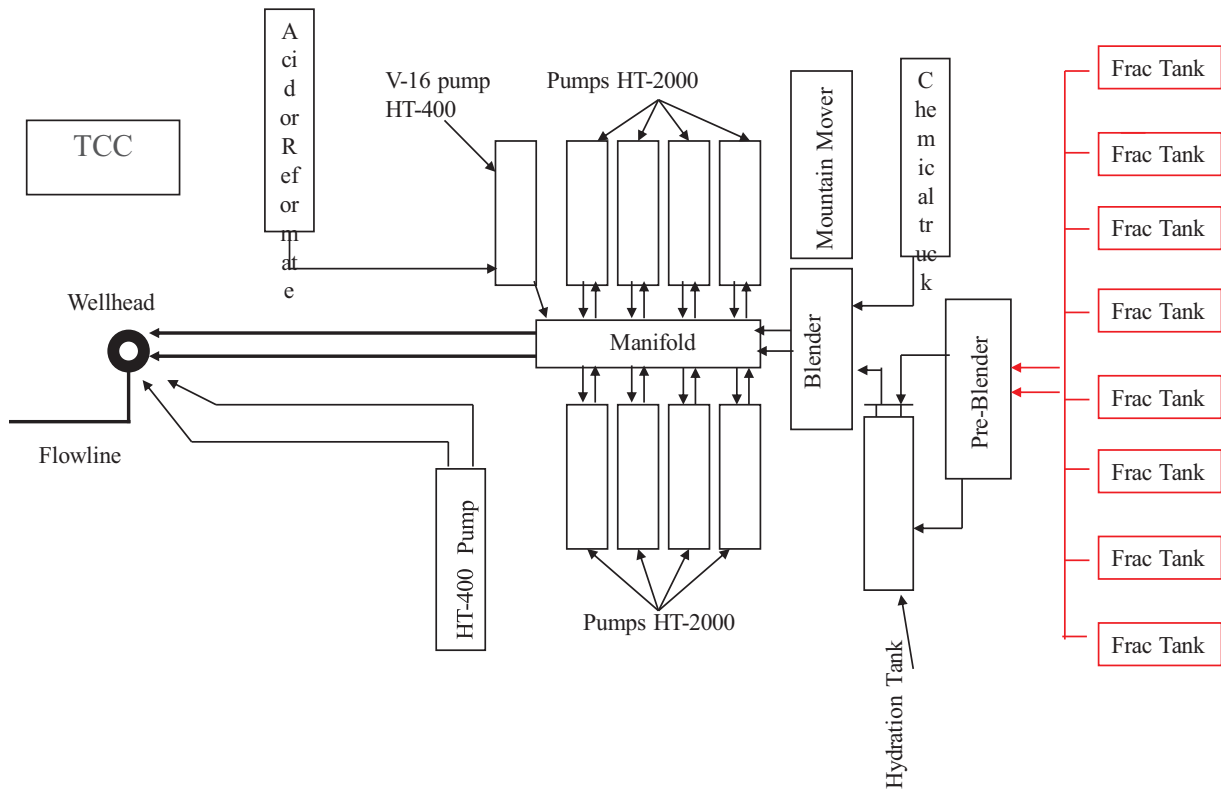 TCC
A
ci
d
or
R
ef
or
m
at
e
V-16 pump
HT-400
Pumps HT-2000
Mountain Mover
C
he
m
ic
al
tr
uc
k
Frac Tank
Frac Tank
Frac Tank
Frac Tank
Frac Tank
Frac Tank
Frac Tank
Frac Tank
Wellhead
Manifold
Blender
Pre-Blender
Flowline
HT-400 Pump
Pumps HT-2000
Hydration Tank